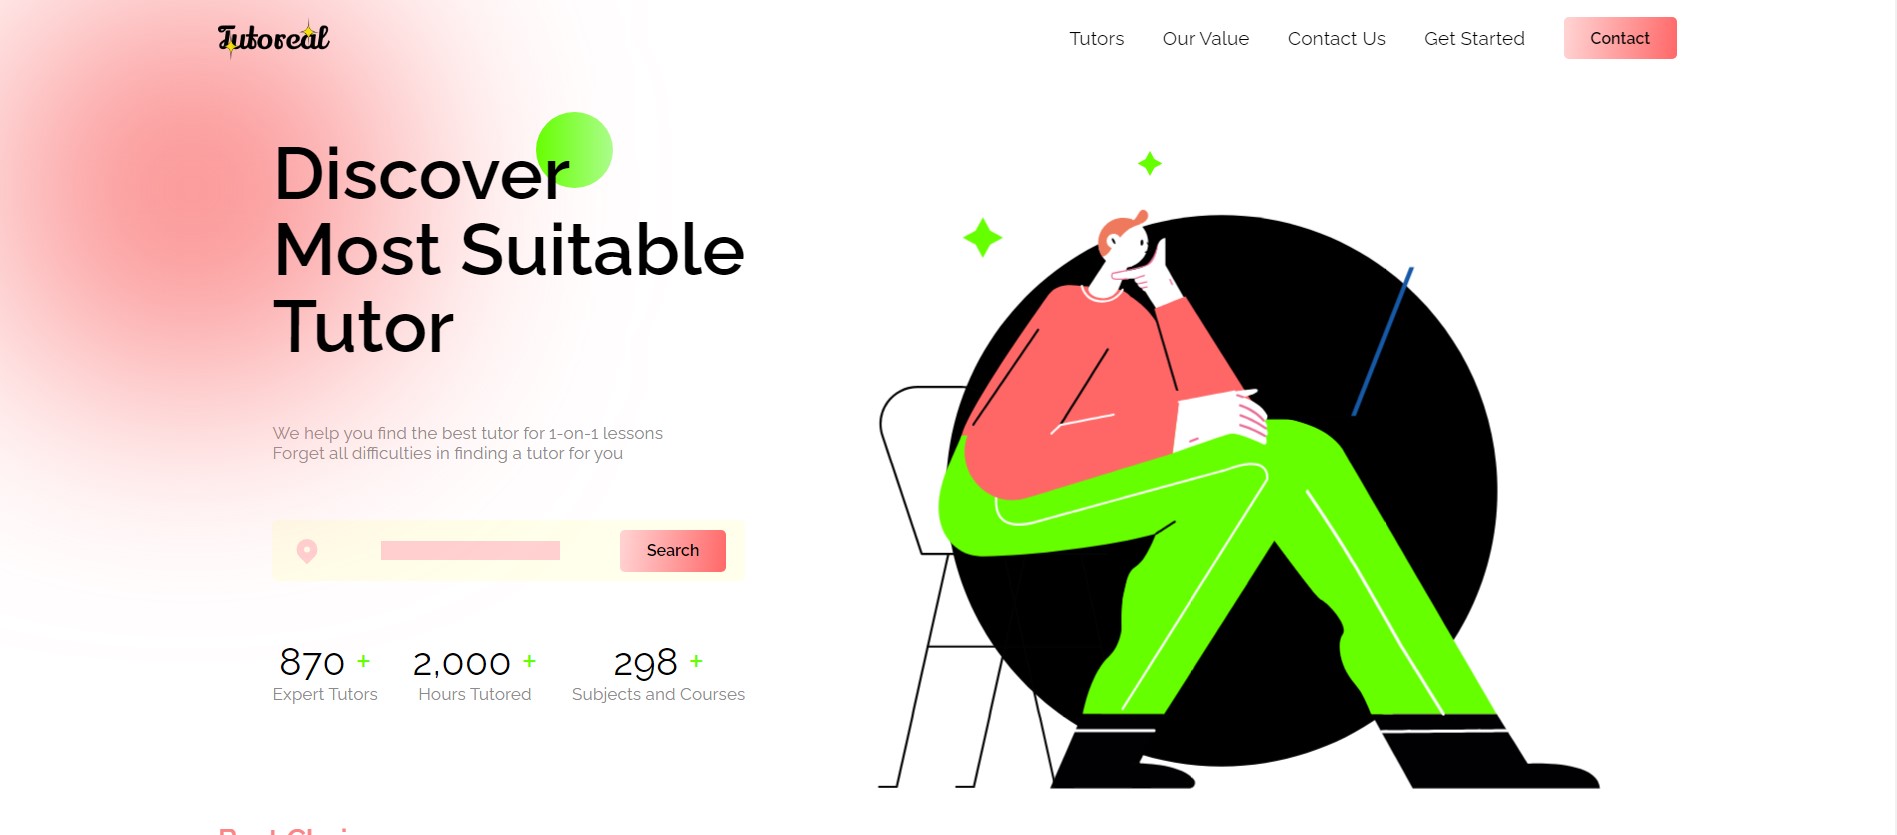 Tutoreal
Tutors
Our Value
Contact Us
Get Started
Contact
Discover
Most Suitable
Tutor
We help you find the best tutor for 1-on-1 lessons
Forget all difficulties in finding a tutor for you
Search
870 +
Expert Tutors
2,000 +
Hours Tutored
298 +
Subjects and Courses